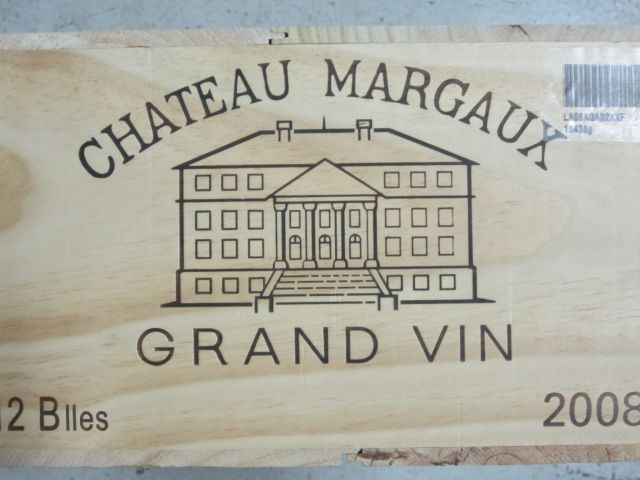 CHATEAU MARGAUX
GRAND VIN
12 Blles
2008